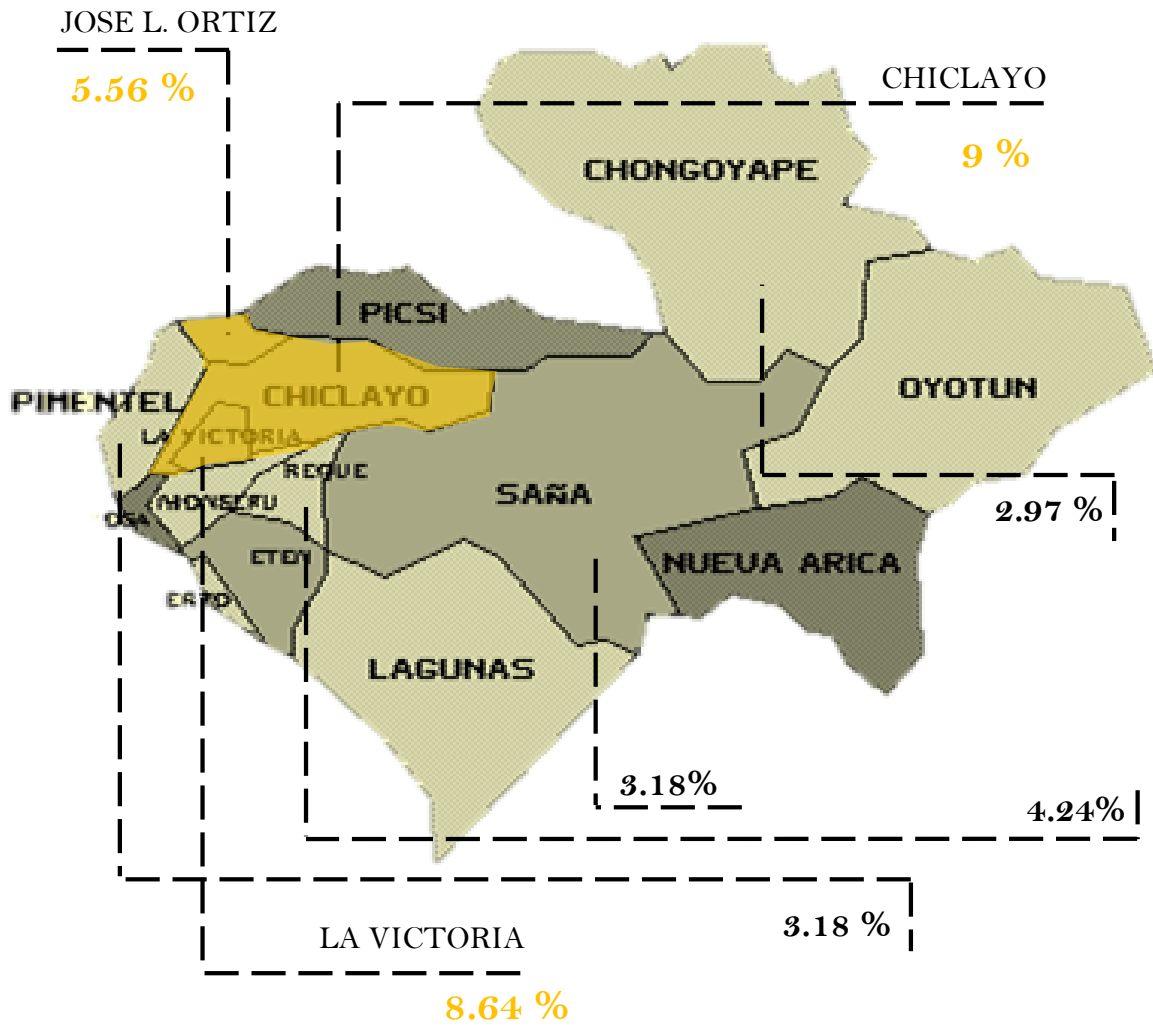 JOSE L. ORTIZ
5.56 %
CHICLAYO
9 %
CHONGOYAPE
PICSI
OYOTUN
PIMENTEL
CHICLAYO
LA VICTORIA
REQUE
SAÑA
MONSEFU
2.97 %
ETEN
NUEVA ARICA
LAGUNAS
3.18%
4.24%
3.18 %
LA VICTORIA
8.64 %